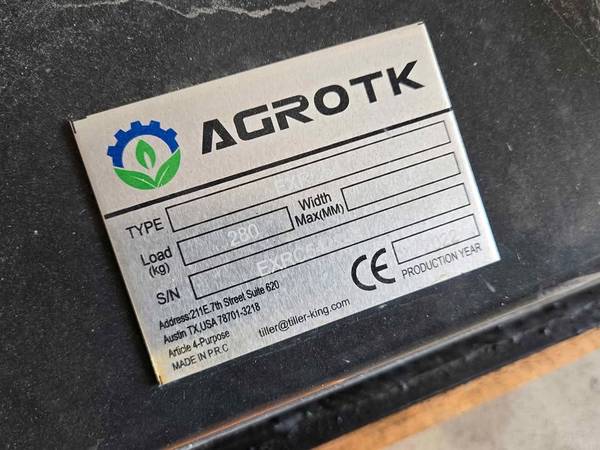 AGROTK
TYPE
Load (kg) 280 Width Max(MM)
S/N
CE PRODUCTION YEAR
Address:211E.7th Street Suite 620
Austin TX,USA 78701-3218
Article 4-Purpose tiller@tiller-king.com
MADE IN P.R.C